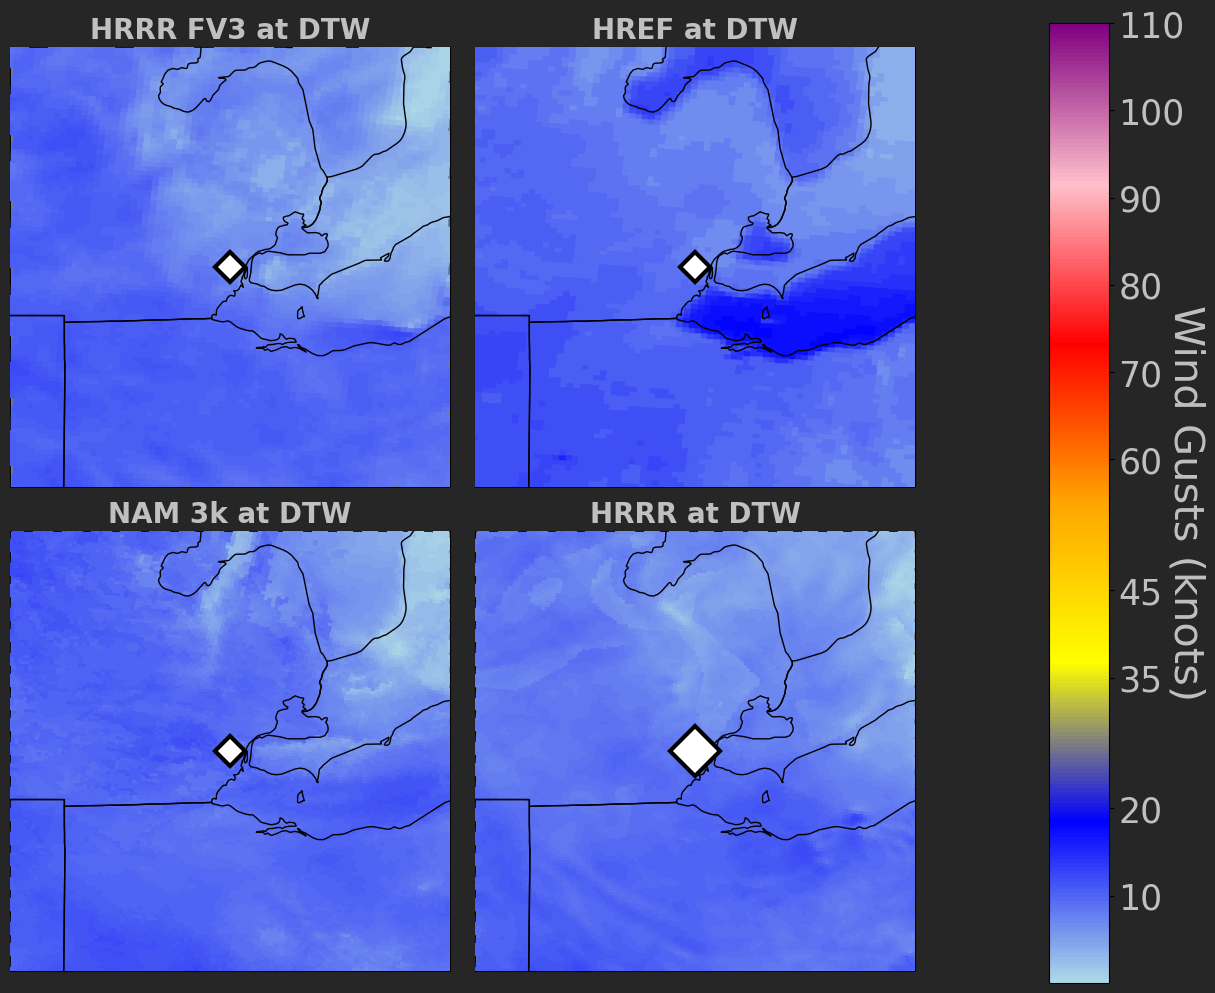 HRRR FV3 at DTW
HREF at DTW
NAM 3k at DTW
HRRR at DTW
110
100
90
80
70
60
45
35
20
10
Wind Gusts (knots)